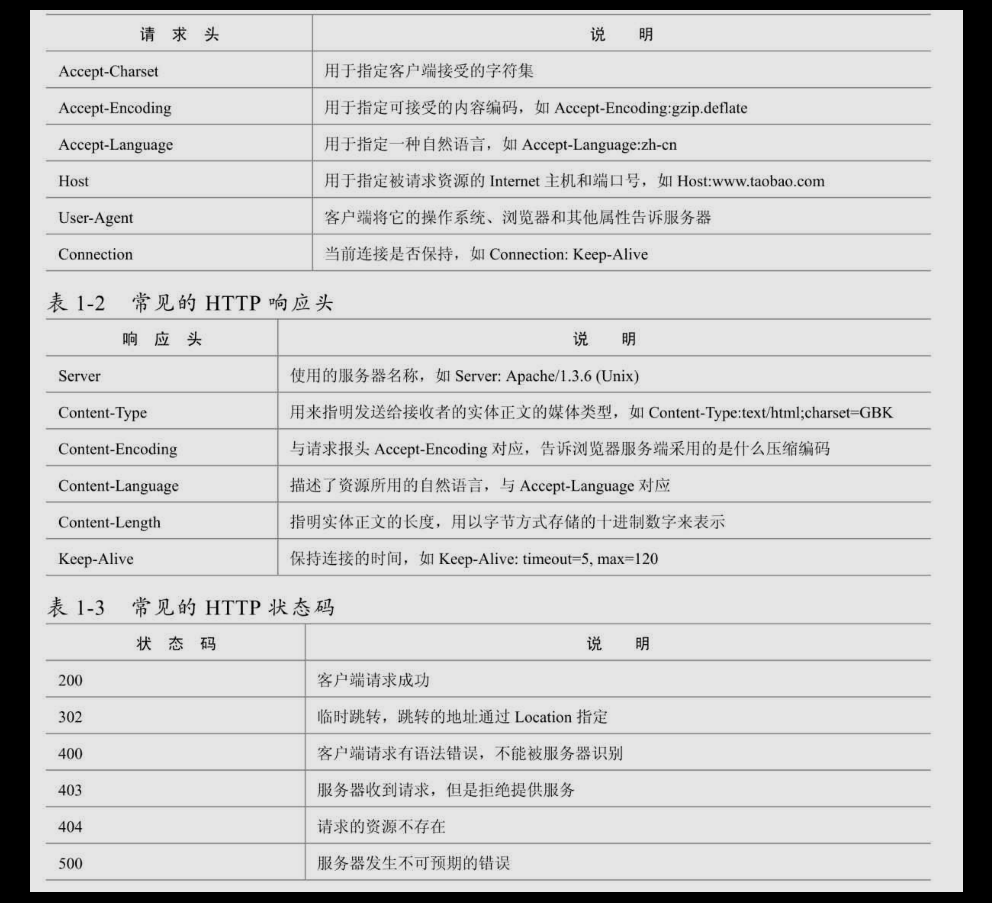 请 求 头 说 明
Accept-Charset 用于指定客户端接受的字符集
Accept-Encoding 用于指定可接受的内容编码，如 Accept-Encoding:gzip.deflate
Accept-Language 用于指定一种自然语言，如 Accept-Language:zh-cn
Host 用于指定被请求资源的 Internet 主机和端口号，如 Host:www.taobao.com
User-Agent 客户端将它的操作系统、浏览器和其他属性告诉服务器
Connection 当前连接是否保持，如 Connection: Keep-Alive
表 1-2 常见的 HTTP 响应头
响 应 头 说 明
Server 使用的服务器名称，如 Server: Apache/1.3.6 (Unix)
Content-Type 用来指明发送给接收者的实体正文的媒体类型，如 Content-Type:text/html;charset=GBK
Content-Encoding 与请求报头 Accept-Encoding 对应，告诉浏览器服务端采用的是什么压缩编码
Content-Language 描述了资源所用的自然语言，与 Accept-Language 对应
Content-Length 指明实体正文的长度，用以字节方式存储的十进制数字来表示
Keep-Alive 保持连接的时间，如 Keep-Alive: timeout=5, max=120
表 1-3 常见的 HTTP 状态码
状 态 码 说 明
200 客户端请求成功
302 临时跳转，跳转的地址通过 Location 指定
400 客户端请求有语法错误，不能被服务器识别
403 服务器收到请求，但是拒绝提供服务
404 请求的资源不存在
500 服务器发生不可预期的错误